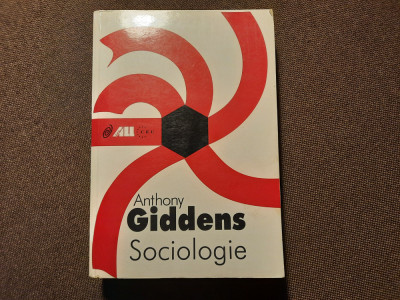 ALL
Anthony
Giddens
Sociologie